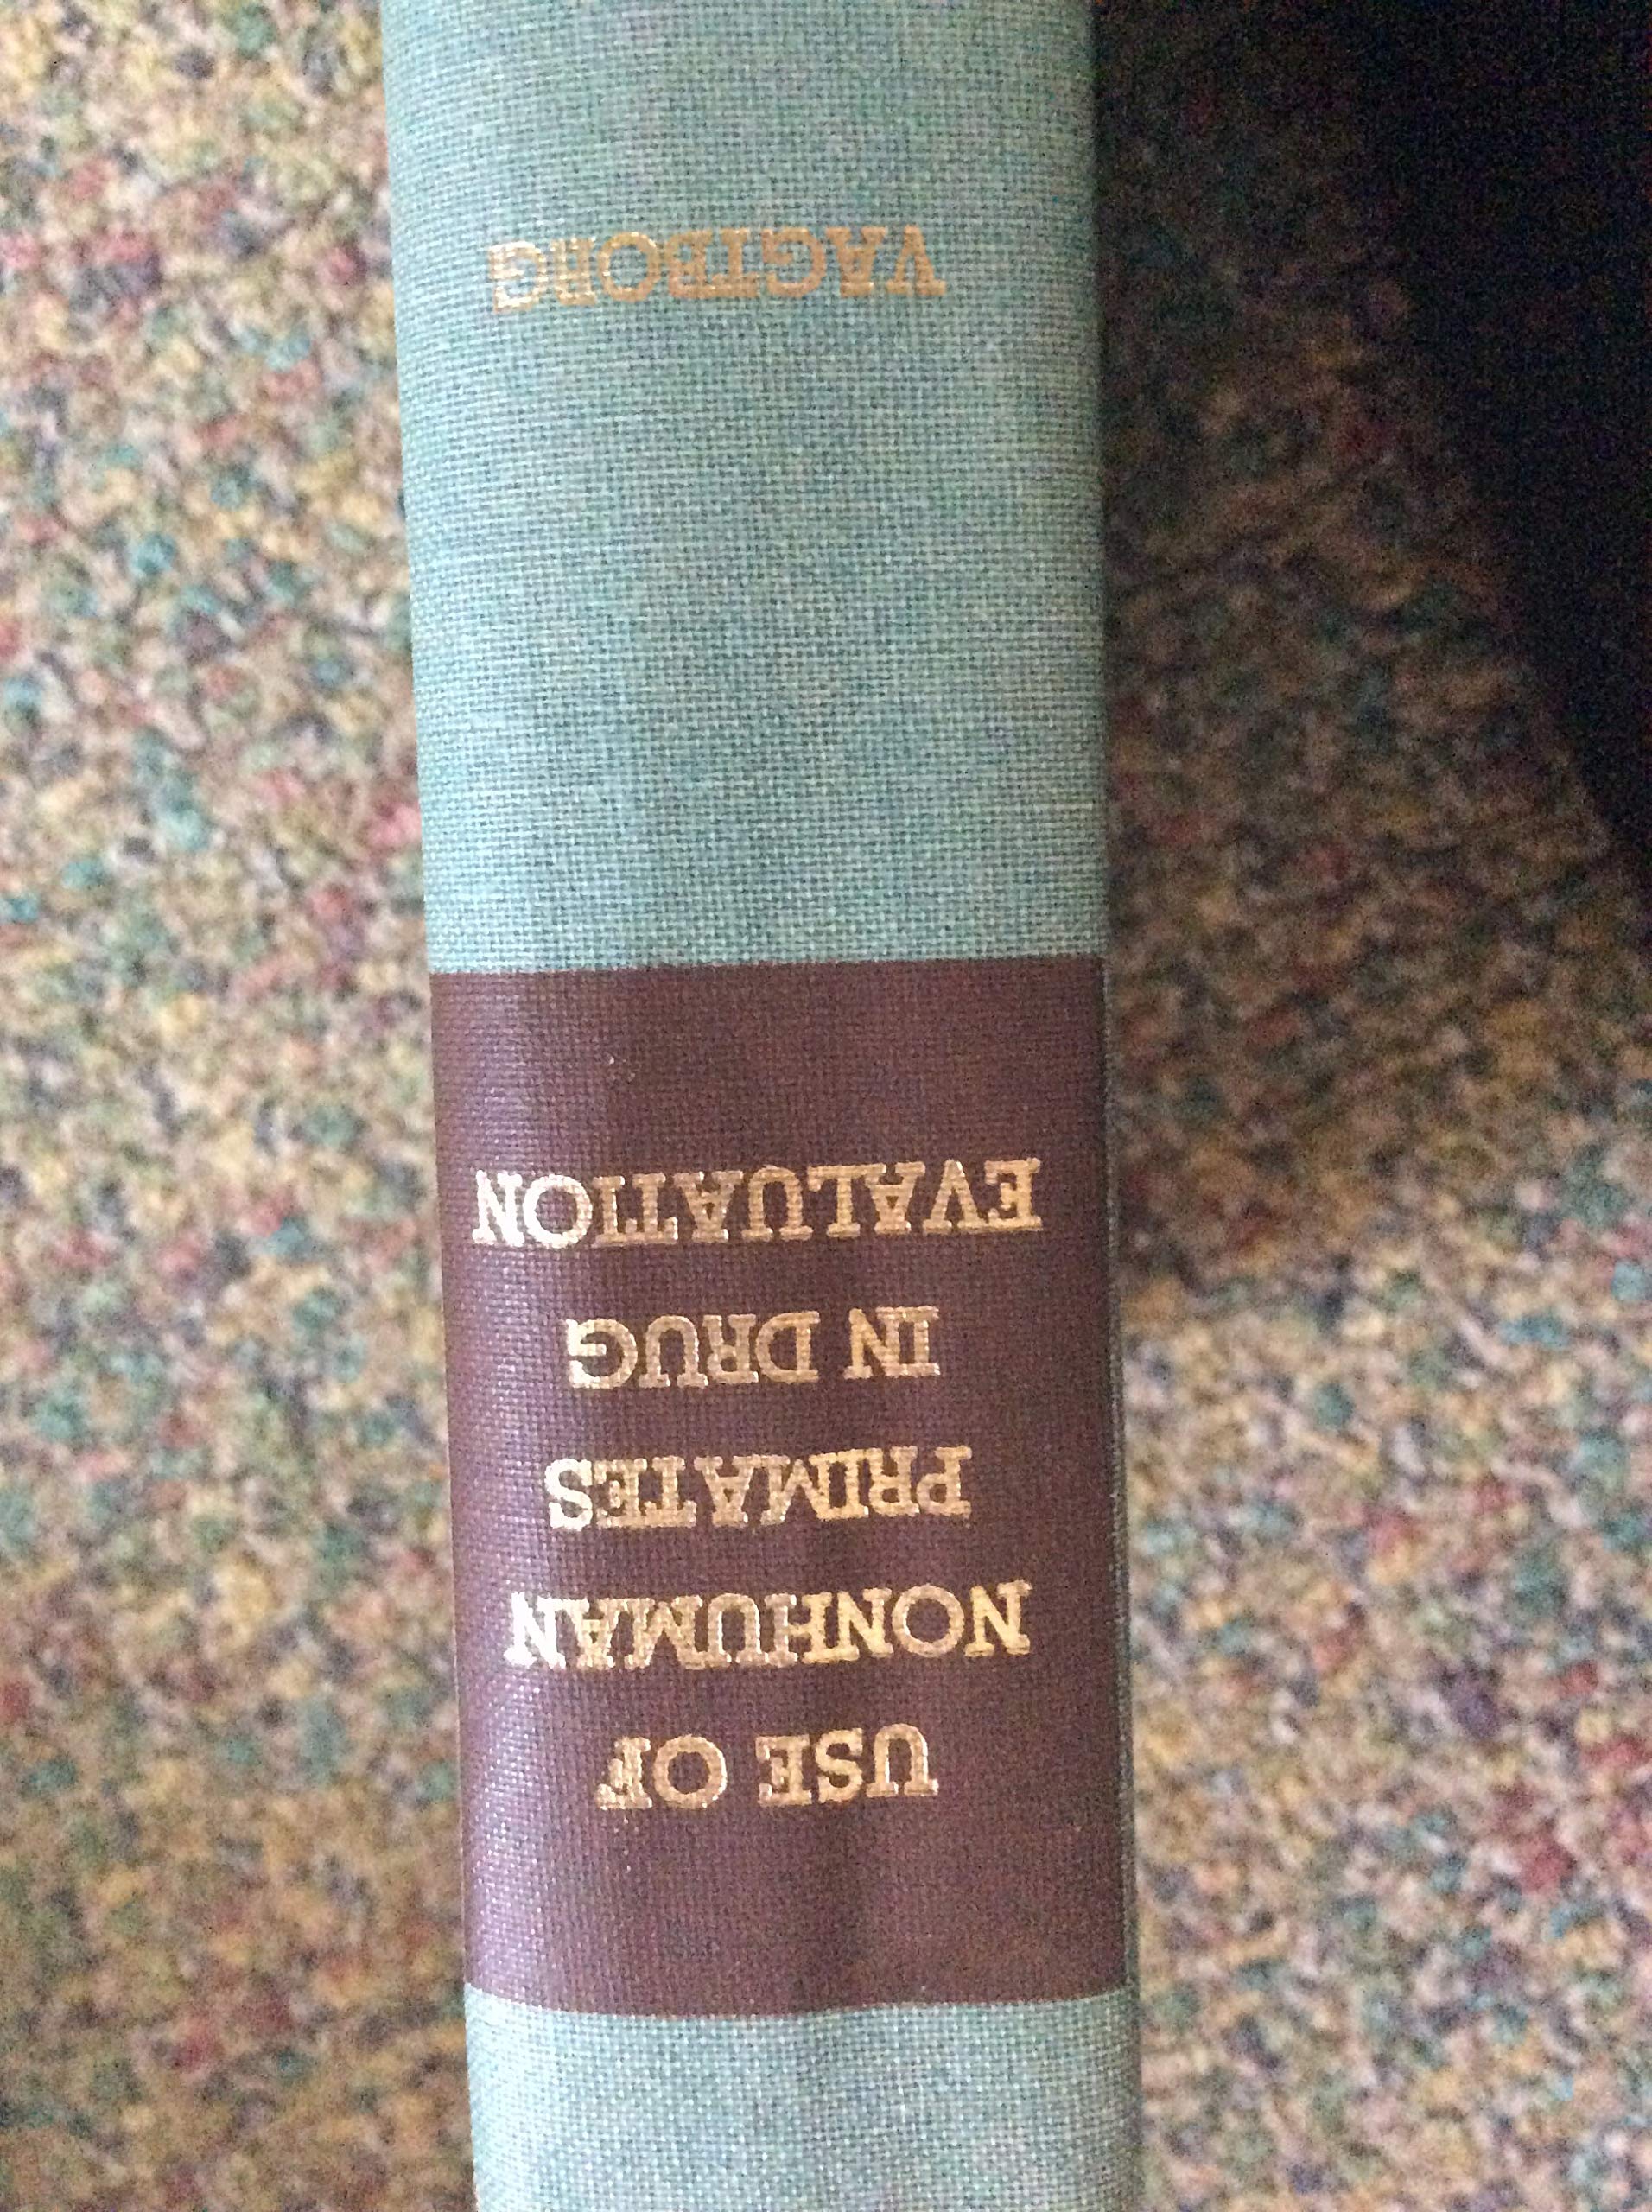 USE OF
NONHUMAN
PRIMATES
IN DRUG
EVALUATION
VAGTBORG